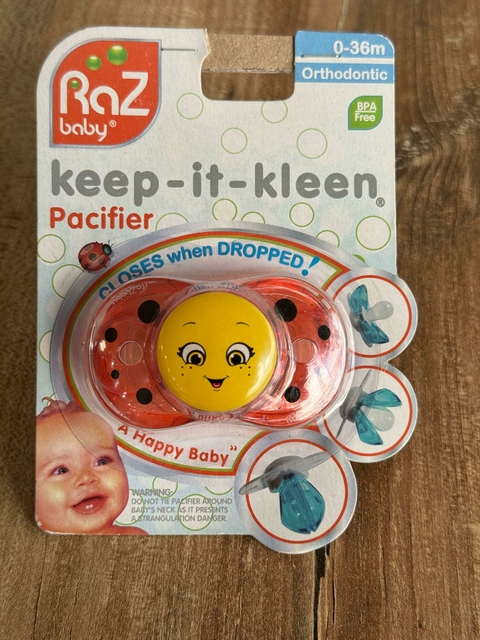 RaZ
baby®
0-36m
Orthodontic
BPA
Free
keep-it-kleen®
Pacifier
CLOSES when DROPPED!
A Happy Baby"
WARNING:
DO NOT TIE PACIFIER AROUND
BABY'S NECK AS IT PRESENTS
A STRANGULATION DANGER.